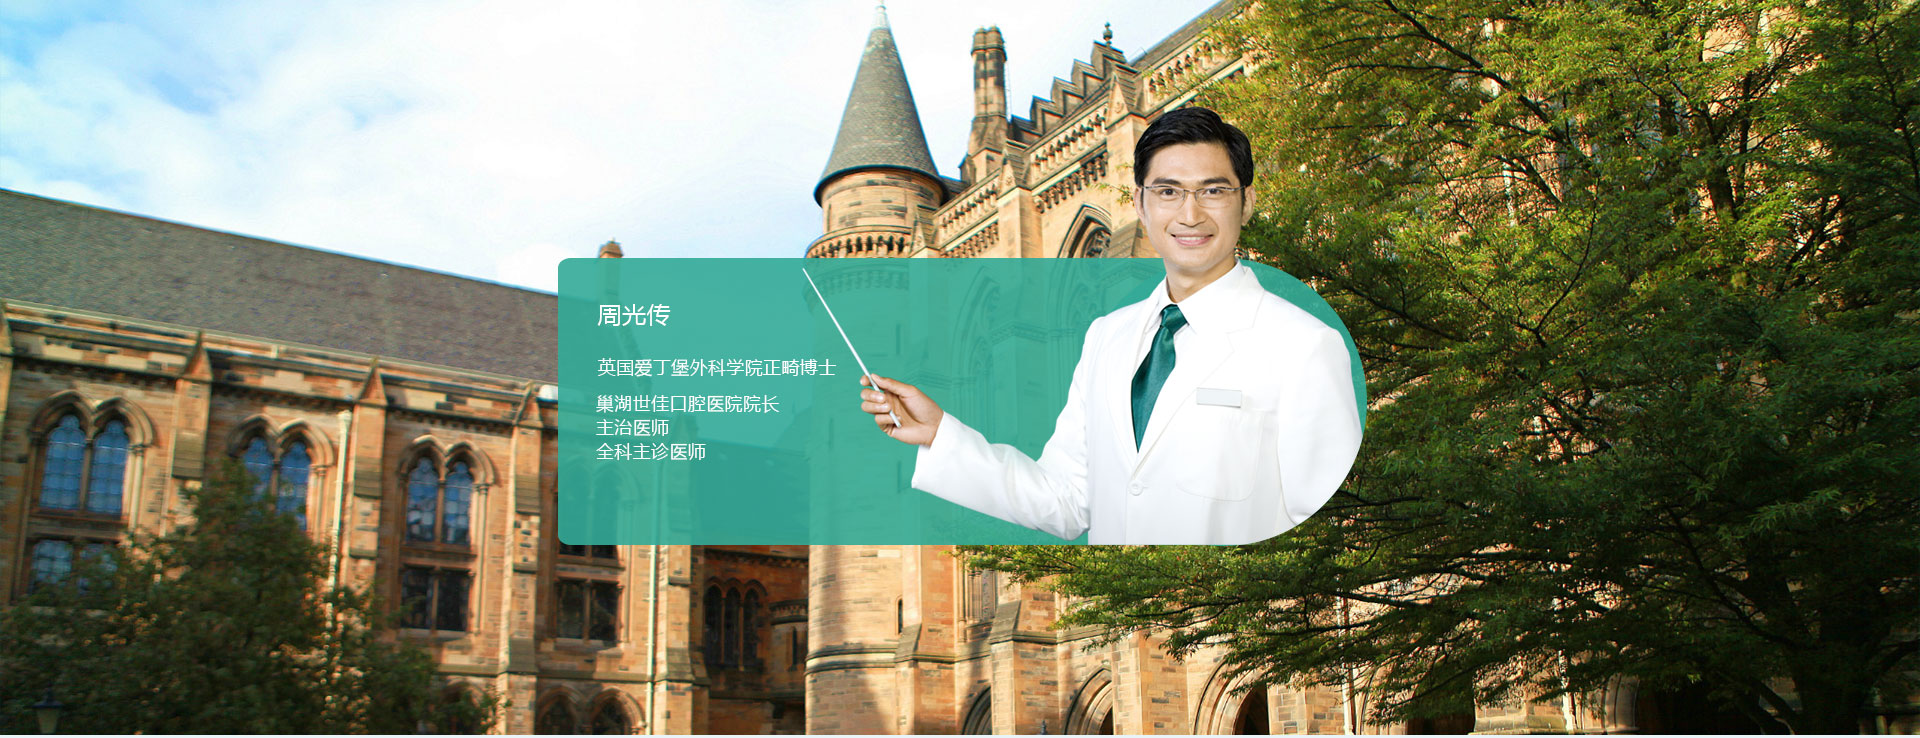 周光传
英国爱丁堡外科学院正畸博士
巢湖世佳口腔医院院长
主治医师
全科主诊医师